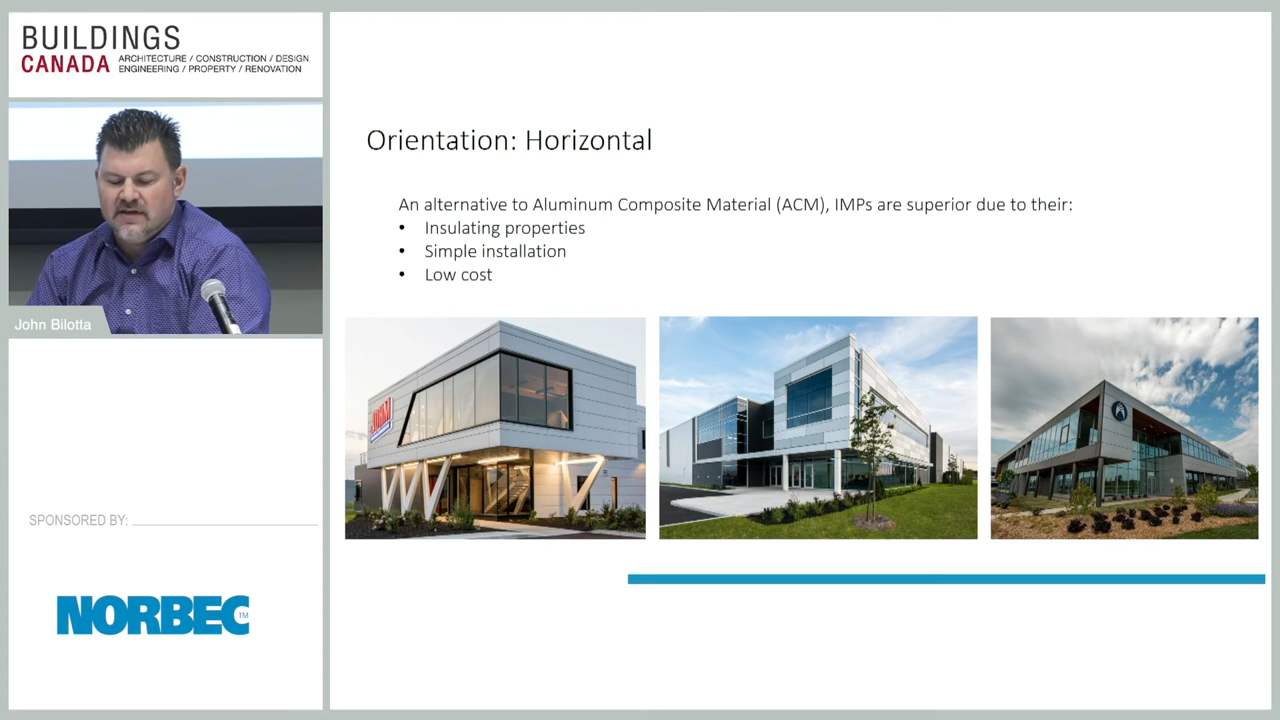 BUILDINGS
CANADA
ARCHITECTURE / CONSTRUCTION / DESIGN
ENGINEERING / PROPERTY / RENOVATION
John Bilotta
SPONSORED BY:
NORBEC™
Orientation: Horizontal
An alternative to Aluminum Composite Material (ACM), IMPs are superior due to their:
• Insulating properties
• Simple installation
• Low cost